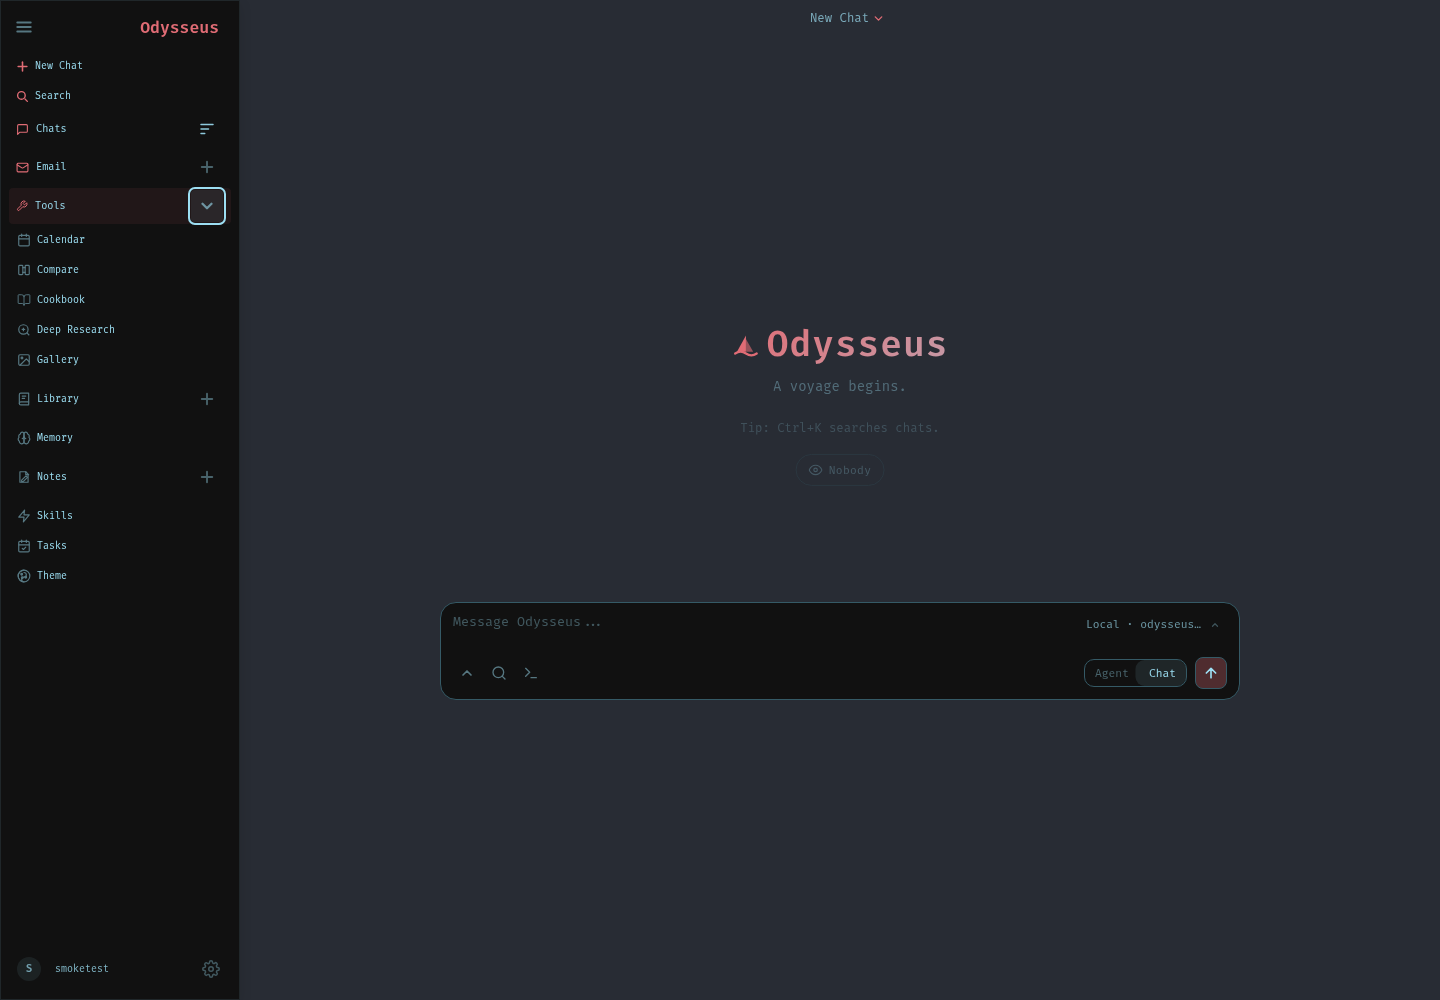 Odysseus
New Chat
Search
Chats
Email
Tools
Calendar
Compare
Cookbook
Deep Research
Gallery
Library
Memory
Notes
Skills
Tasks
Theme
S smoketest
New Chat
Odysseus
A voyage begins.
Tip: Ctrl+K searches chats.
Nobody
Message Odysseus...
Local · odysseus…
Agent Chat